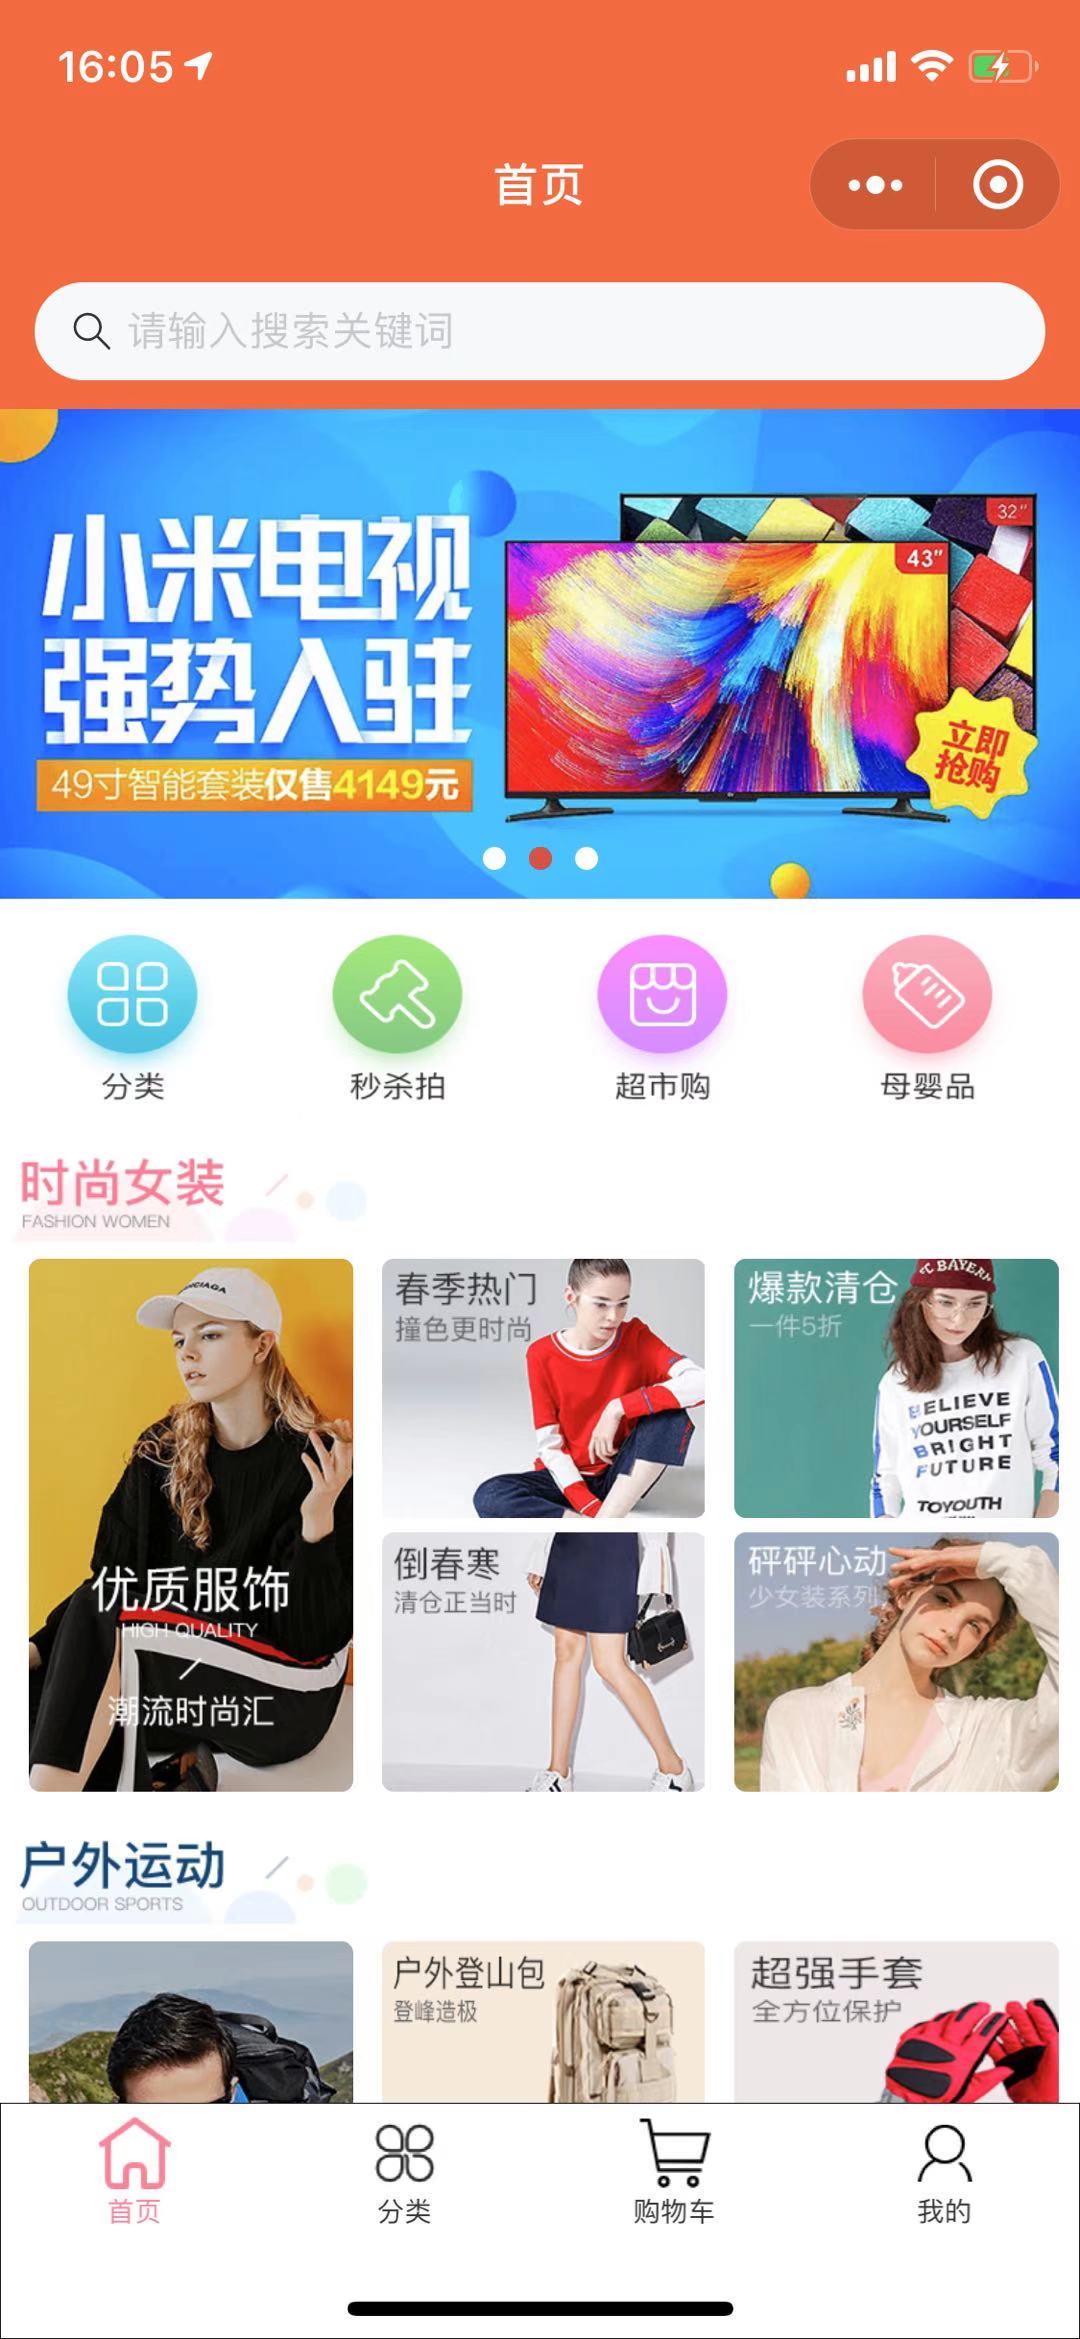 16:05
首页
请输入搜索关键词
小米电视
强势入驻
49寸智能套装仅售4149元
32"
43"
立即
抢购
分类
秒杀拍
超市购
母婴品
时尚女装
FASHION WOMEN
优质服饰
HIGH QUALITY
潮流时尚汇
春季热门
撞色更时尚
爆款清仓
一件5折
BELIEVE
YOURSELF
BRIGHT
FUTURE
TOYOUTH
倒春寒
清仓正当时
砰砰心动
少女装系列
户外运动
OUTDOOR SPORTS
户外登山包
登峰造极
超强手套
全方位保护
首页
分类
购物车
我的